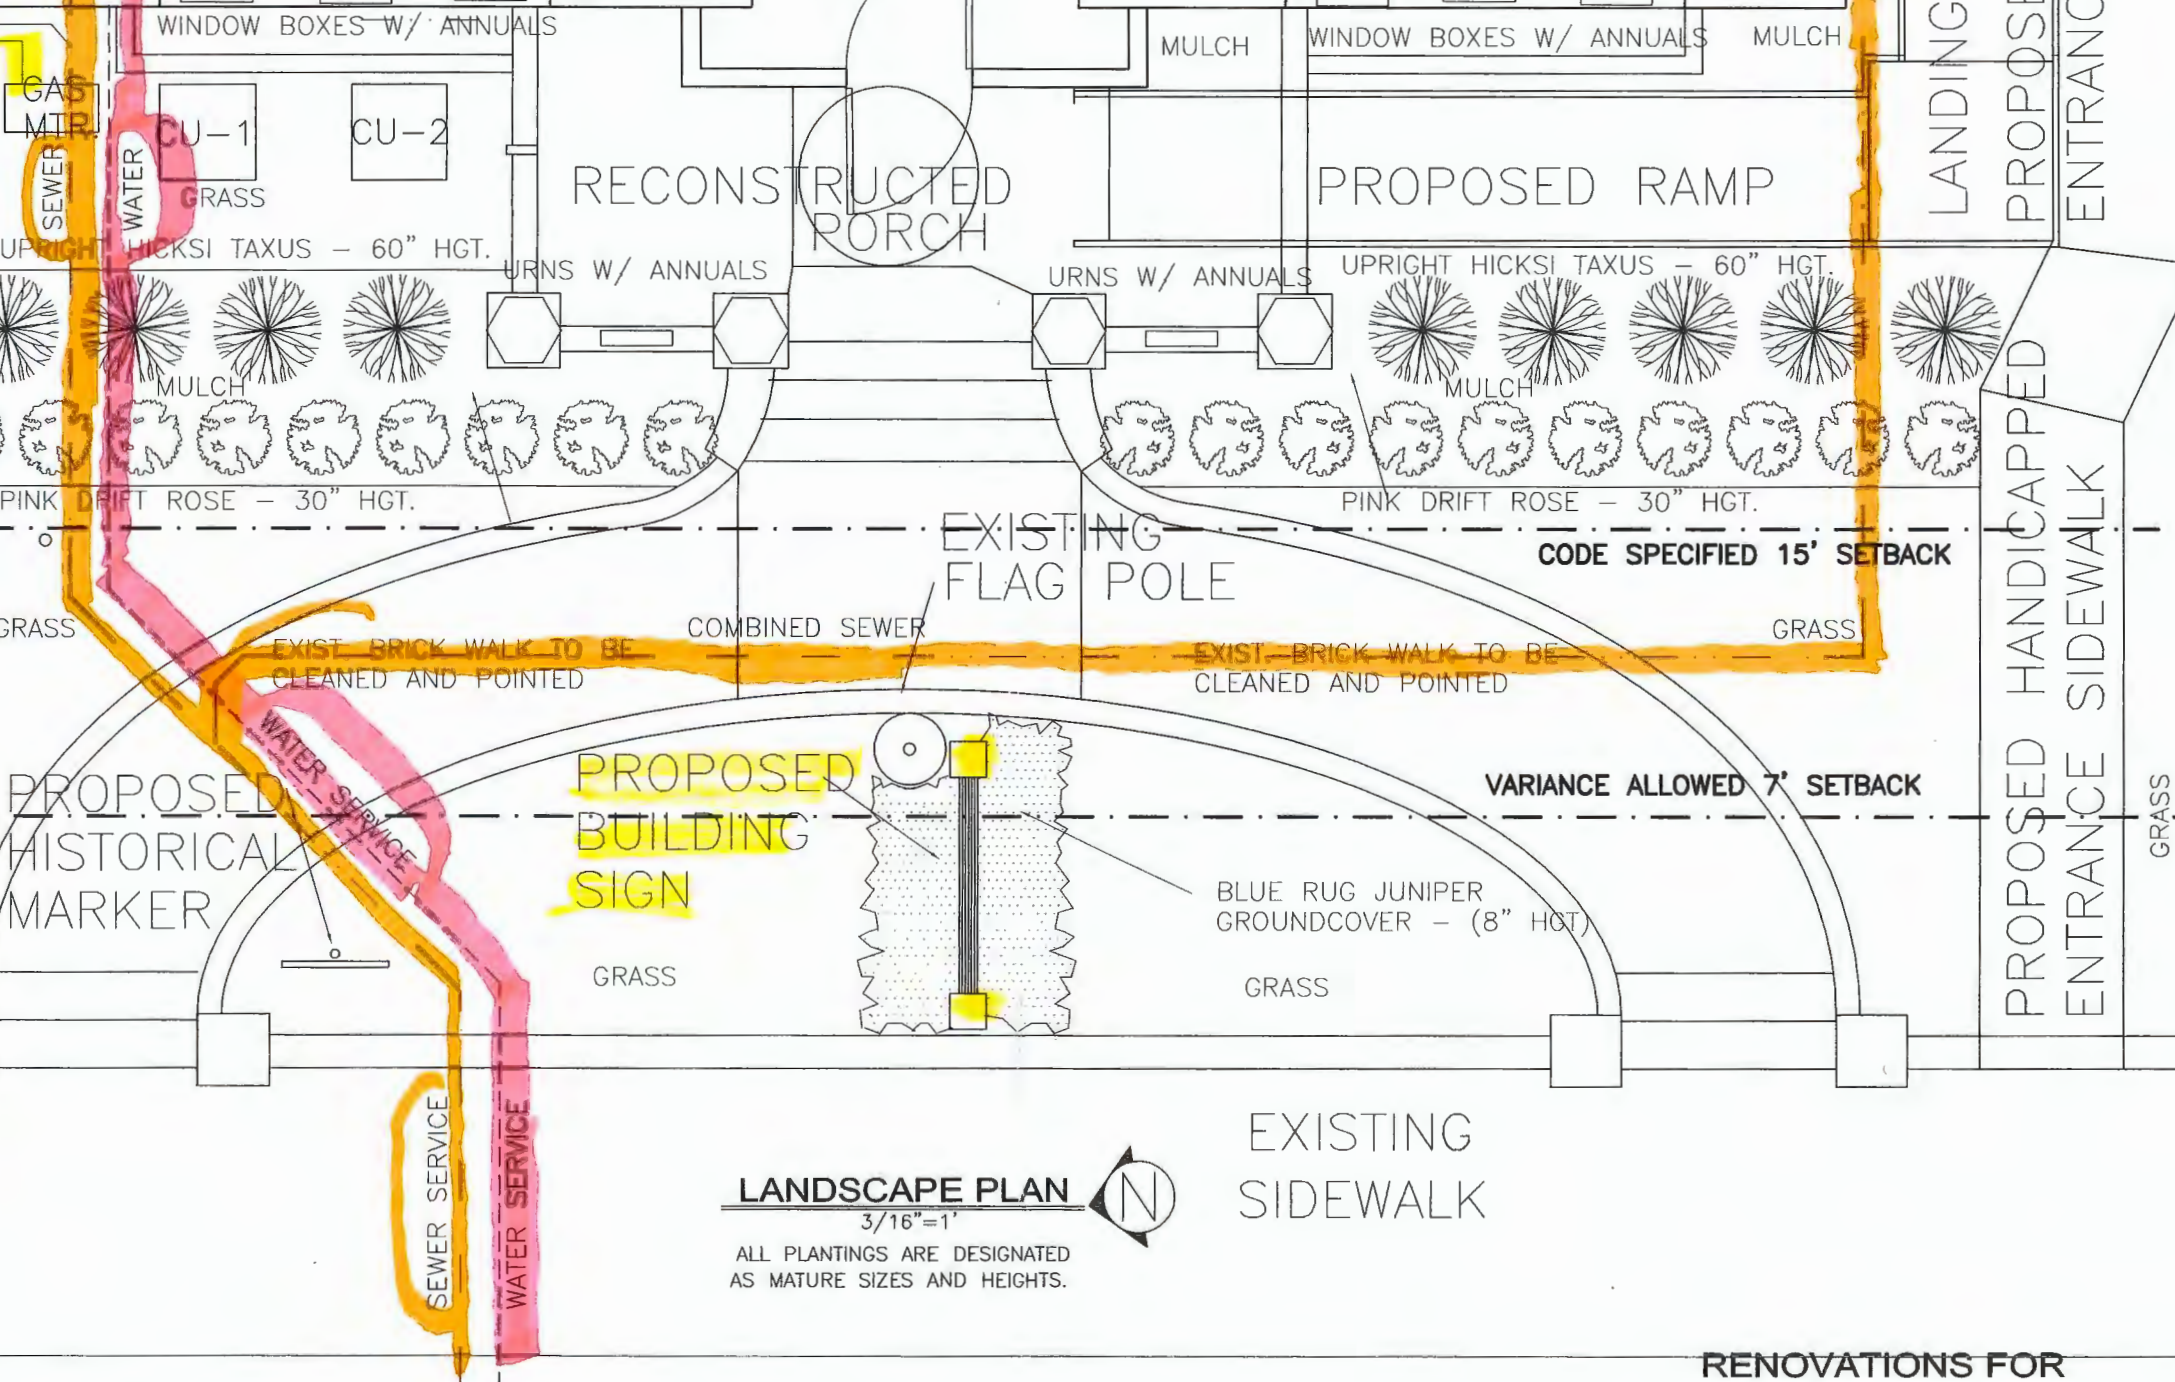 WINDOW BOXES W/ ANNUALS
MULCH
WINDOW BOXES W/ ANNUALS
MULCH
LANDING
ENTRANC
GAS
MTR.
SEWER
WATER
CU-1
CU-2
GRASS
RECONSTRUCTED
PORCH
PROPOSED RAMP
UPRIGHT HICKSI TAXUS - 60" HGT.
URNS W/ ANNUALS
URNS W/ ANNUALS
UPRIGHT HICKSI TAXUS - 60" HGT.
MULCH
MULCH
PINK DRIFT ROSE - 30" HGT.
PINK DRIFT ROSE - 30" HGT.
EXISTING
FLAG POLE
CODE SPECIFIED 15' SETBACK
GRASS
COMBINED SEWER
GRASS
EXIST. BRICK WALK TO BE
CLEANED AND POINTED
EXIST. BRICK WALK TO BE
CLEANED AND POINTED
WATER SERVICE
PROPOSED
HISTORICAL
MARKER
PROPOSED
BUILDING
SIGN
VARIANCE ALLOWED 7' SETBACK
PROPOSED HANDICAPPED
ENTRANCE SIDEWALK
GRASS
BLUE RUG JUNIPER
GROUNDCOVER - (8" HGT)
GRASS
GRASS
SEWER SERVICE
WATER SERVICE
EXISTING
SIDEWALK
LANDSCAPE PLAN
N
3/16"=1'
ALL PLANTINGS ARE DESIGNATED
AS MATURE SIZES AND HEIGHTS.
RENOVATIONS FOR